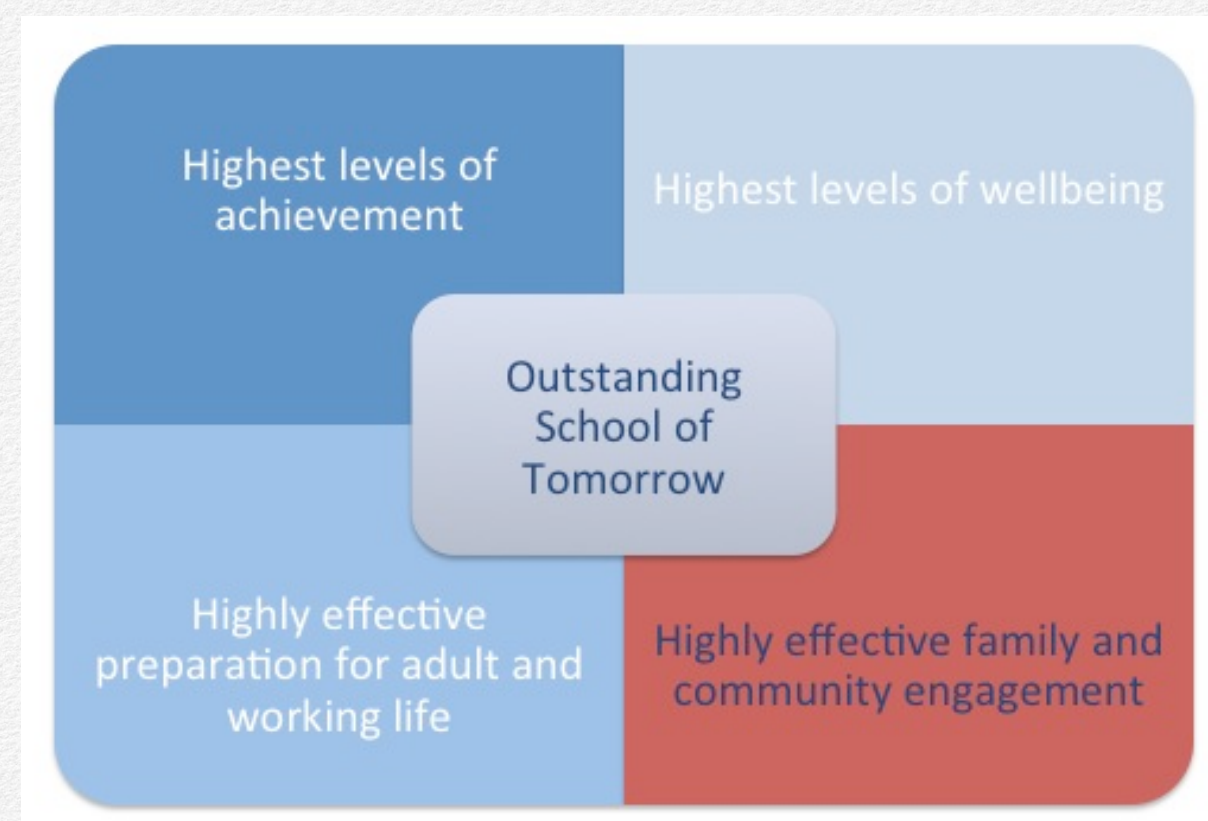 Highest levels of
achievement
Highest levels of wellbeing
Outstanding
School of
Tomorrow
Highly effective
preparation for adult and
working life
Highly effective family and
community engagement